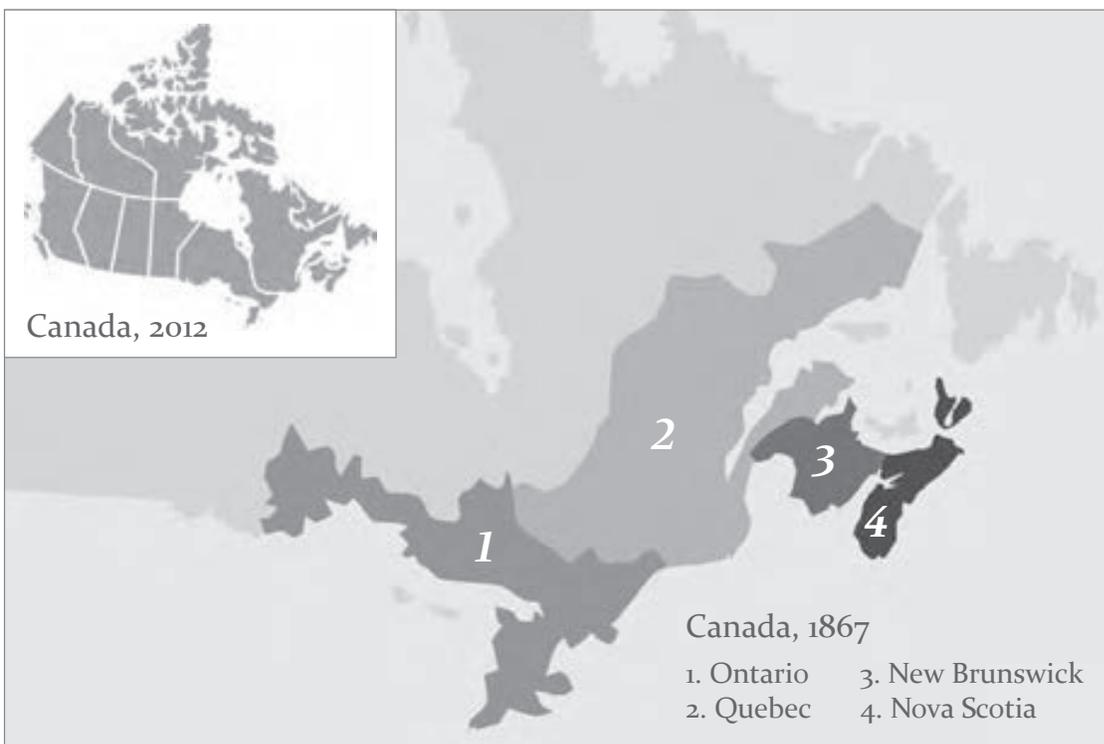 Canada, 2012
1
2
3
4
Canada, 1867
1. Ontario 3. New Brunswick
2. Quebec 4. Nova Scotia